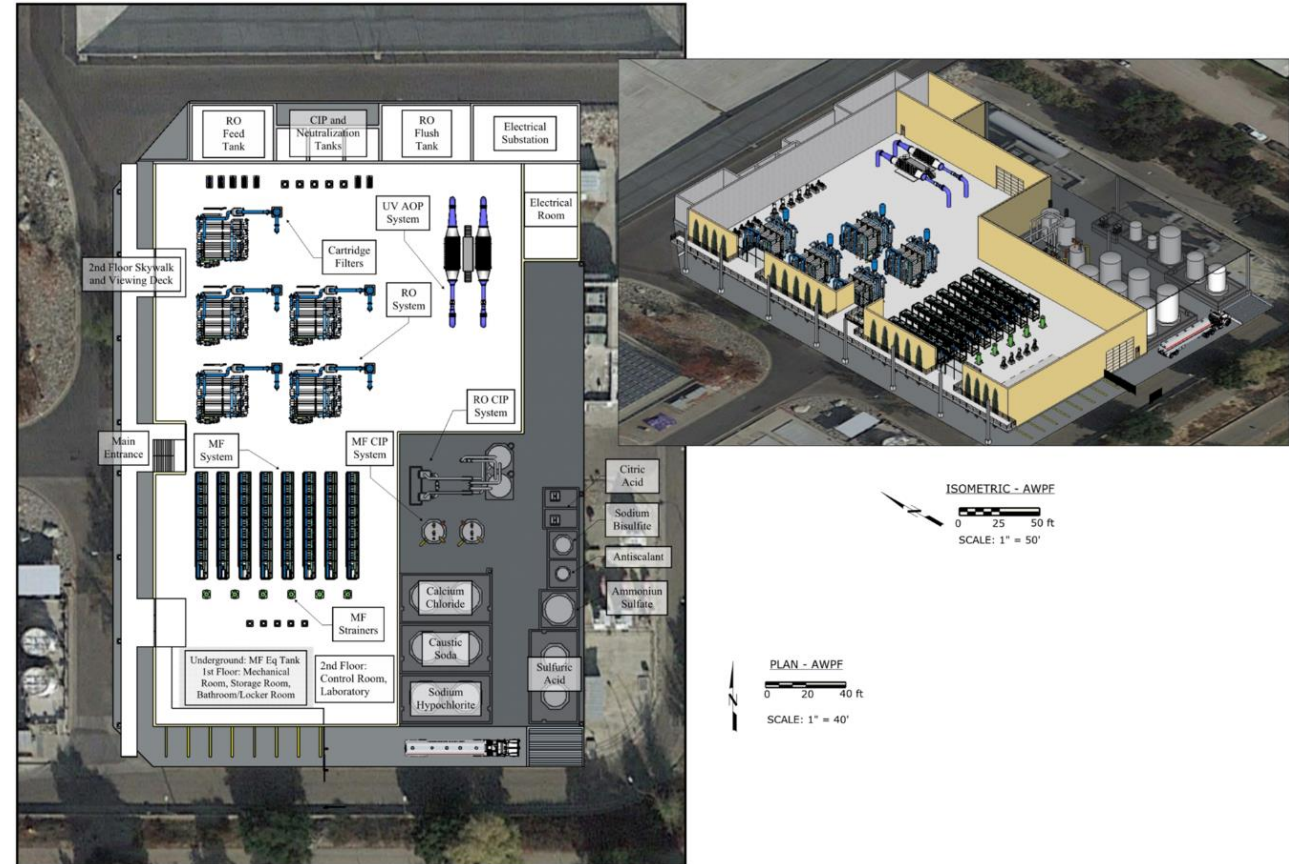 RO
Feed
Tank
CIP and
Neutralization
Tanks
RO
Flush
Tank
Electrical
Substation
UV AOP
System
Electrical
Room
Cartridge
Filters
2nd Floor Skywalk
and Viewing Deck
RO
System
RO CIP
System
Main
Entrance
MF
System
MF CIP
System
Citric
Acid
Sodium
Bisulfite
Antiscalant
Ammoniun
Sulfate
Calcium
Chloride
MF
Strainers
Caustic
Soda
Underground: MF Eq Tank
1st Floor: Mechanical
Room, Storage Room,
Bathroom/Locker Room
2nd Floor:
Control Room,
Laboratory
Sulfuric
Acid
Sodium
Hypochlorite
N
ISOMETRIC - AWPF
0 25 50 ft
SCALE: 1" = 50'
N
PLAN - AWPF
0 20 40 ft
SCALE: 1" = 40'